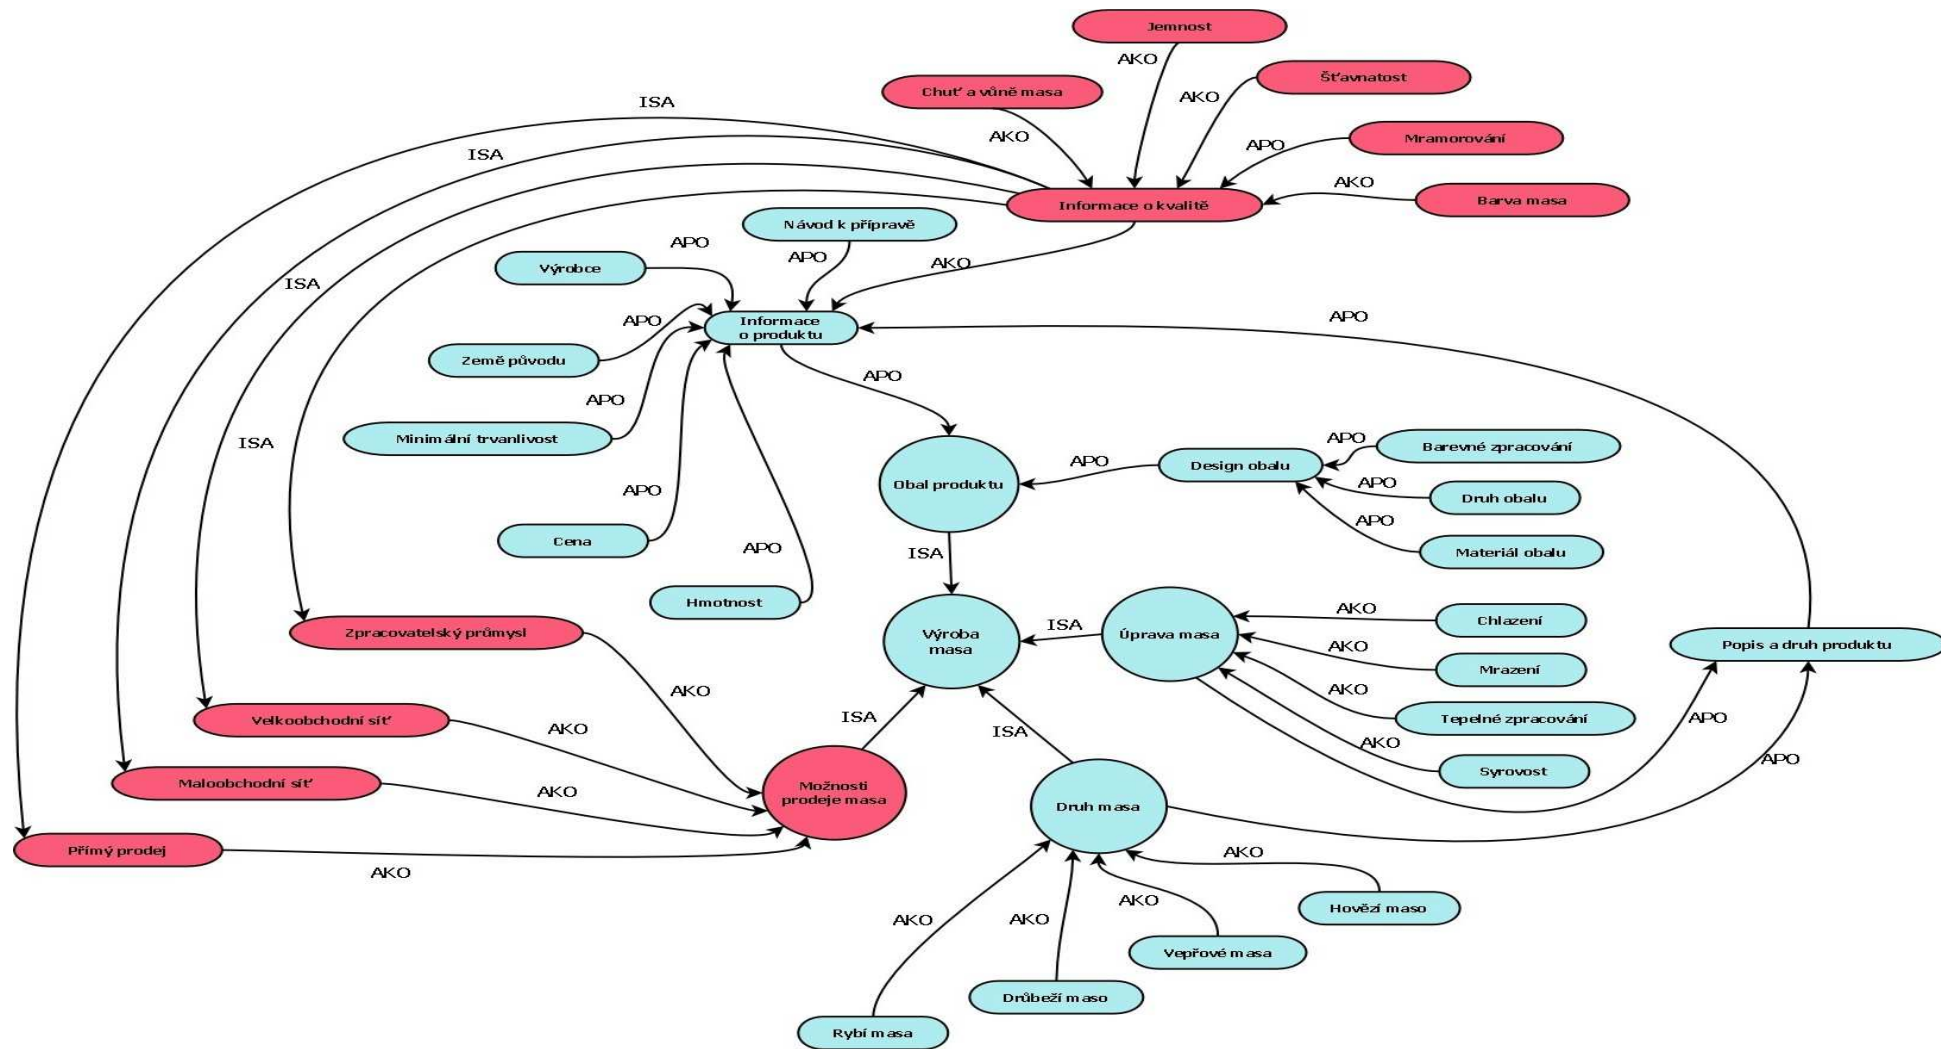 Jemnost
AKO
Šťavnatost
Chuť a vůně masa
AKO
ISA
AKO
Mramorování
APO
ISA
AKO
Barva masa
Informace o kvalitě
Návod k přípravě
APO
Výrobce
APO
AKO
ISA
Informace
o produktu
APO
APO
Země původu
APO
APO
Minimální trvanlivost
ISA
APO
Barevné zpracování
APO
Design obalu
Obal produktu
APO
Druh obalu
APO
APO
Cena
APO
Materiál obalu
ISA
Hmotnost
AKO
Chlazení
ISA
Zpracovatelský průmysl
Výroba
masa
Úprava masa
Popis a druh produktu
AKO
Mrazení
AKO
AKO
Velkoobchodní síť
AKO
ISA
ISA
APO
Tepelné zpracování
AKO
APO
Syrovost
Maloobchodní síť
AKO
Možnosti
prodeje masa
Druh masa
Přímý prodej
AKO
AKO
AKO
Hovězí maso
AKO
AKO
Vepřové masa
Drůbeží maso
Rybí masa